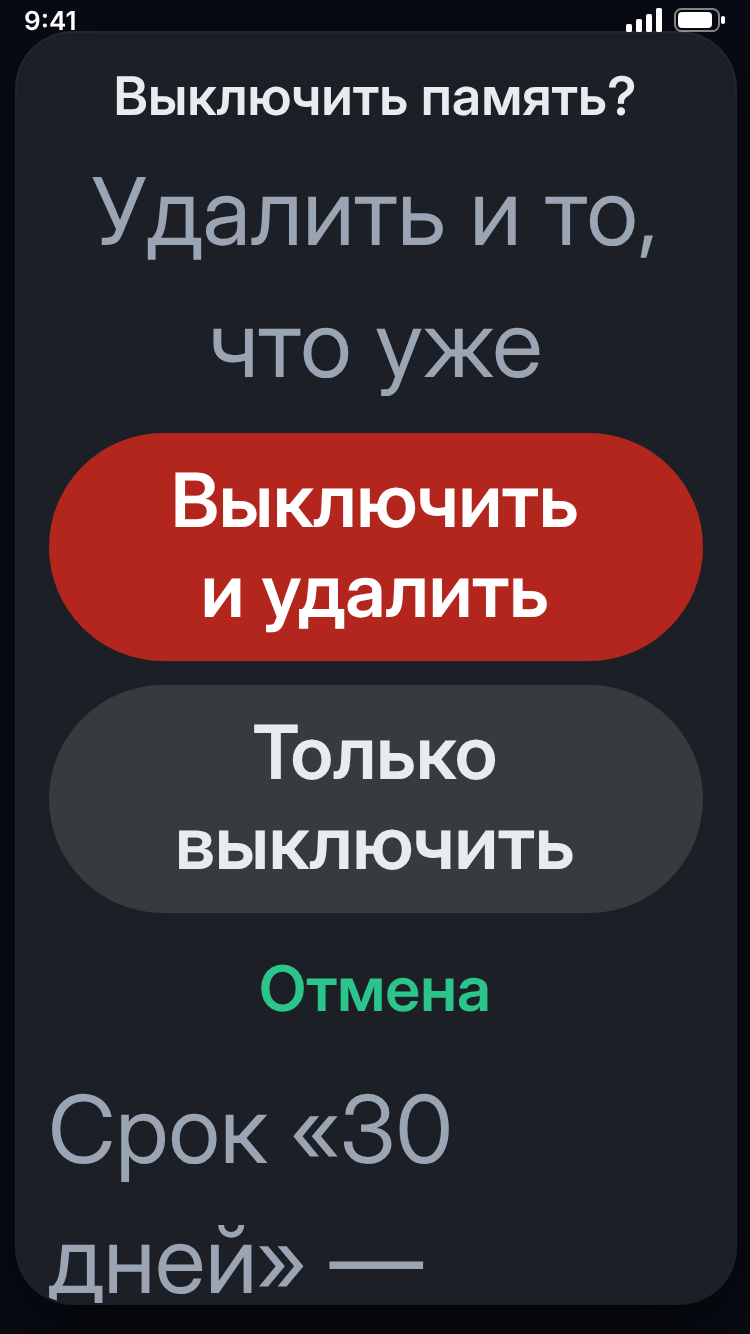 9:41
Выключить память?
Удалить и то,
что уже
Выключить
и удалить
Только
выключить
Отмена
Срок «30
дней» —